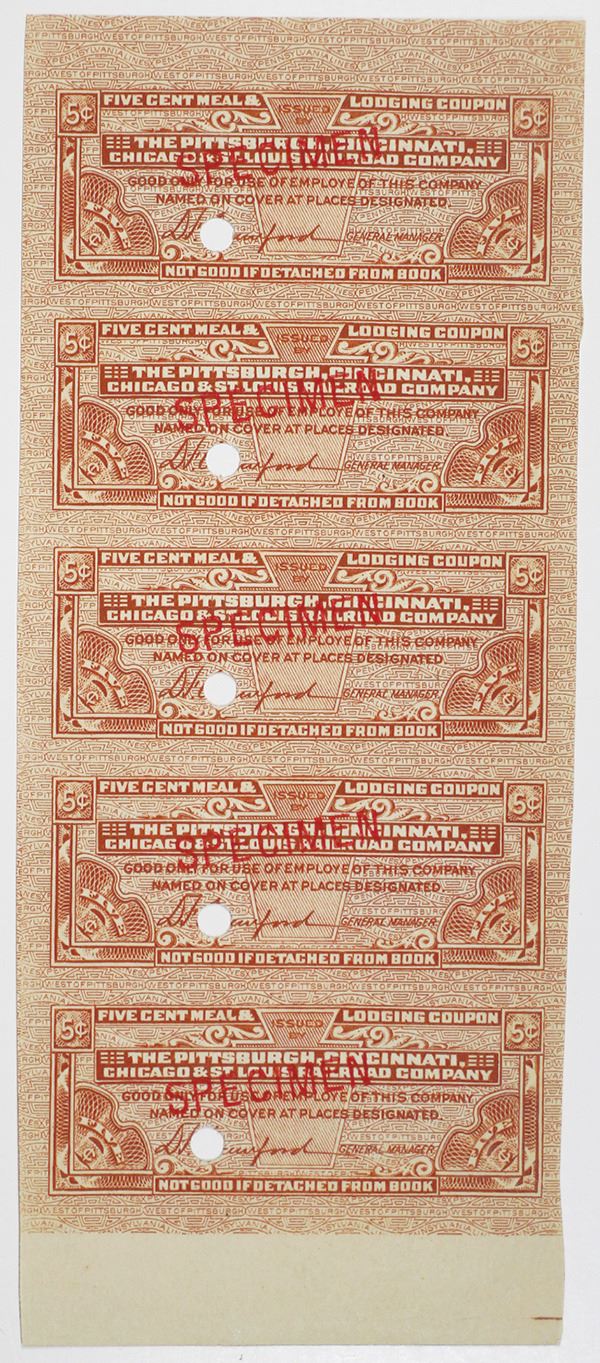 5¢ FIVE CENT MEAL & ISSUED BY LODGING COUPON 5¢
THE PITTSBURGH, CINCINNATI,
CHICAGO & ST. LOUIS RAILROAD COMPANY
SPECIMEN
GOOD ONLY FOR USE OF EMPLOYE OF THIS COMPANY
NAMED ON COVER AT PLACES DESIGNATED.
FIVE GENERAL MANAGER FIVE
NOT GOOD IF DETACHED FROM BOOK
5¢ FIVE CENT MEAL & ISSUED BY LODGING COUPON 5¢
THE PITTSBURGH, CINCINNATI,
CHICAGO & ST. LOUIS RAILROAD COMPANY
SPECIMEN
GOOD ONLY FOR USE OF EMPLOYE OF THIS COMPANY
NAMED ON COVER AT PLACES DESIGNATED.
FIVE GENERAL MANAGER FIVE
NOT GOOD IF DETACHED FROM BOOK
5¢ FIVE CENT MEAL & ISSUED BY LODGING COUPON 5¢
THE PITTSBURGH, CINCINNATI,
CHICAGO & ST. LOUIS RAILROAD COMPANY
SPECIMEN
GOOD ONLY FOR USE OF EMPLOYE OF THIS COMPANY
NAMED ON COVER AT PLACES DESIGNATED.
FIVE GENERAL MANAGER FIVE
NOT GOOD IF DETACHED FROM BOOK
5¢ FIVE CENT MEAL & ISSUED BY LODGING COUPON 5¢
THE PITTSBURGH, CINCINNATI,
CHICAGO & ST. LOUIS RAILROAD COMPANY
SPECIMEN
GOOD ONLY FOR USE OF EMPLOYE OF THIS COMPANY
NAMED ON COVER AT PLACES DESIGNATED.
FIVE GENERAL MANAGER FIVE
NOT GOOD IF DETACHED FROM BOOK
5¢ FIVE CENT MEAL & ISSUED BY LODGING COUPON 5¢
THE PITTSBURGH, CINCINNATI,
CHICAGO & ST. LOUIS RAILROAD COMPANY
SPECIMEN
GOOD ONLY FOR USE OF EMPLOYE OF THIS COMPANY
NAMED ON COVER AT PLACES DESIGNATED.
FIVE GENERAL MANAGER FIVE
NOT GOOD IF DETACHED FROM BOOK